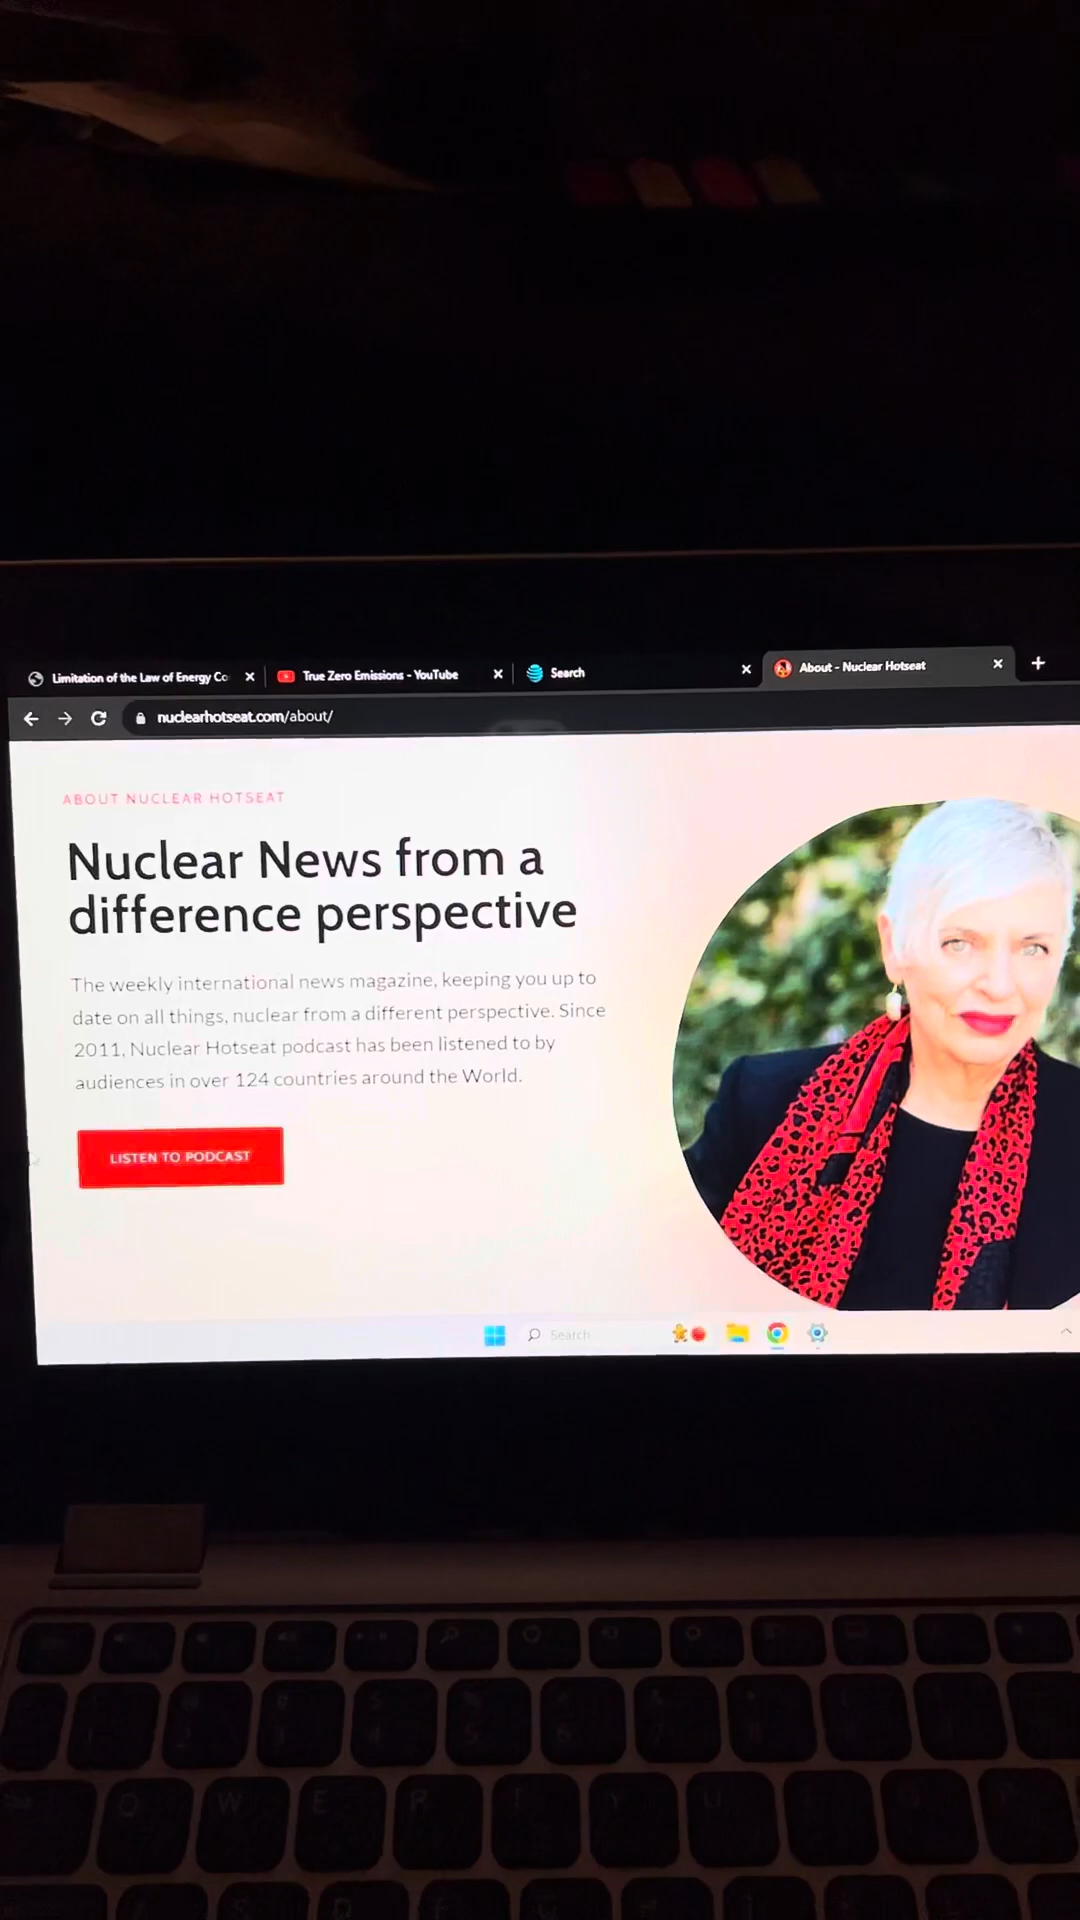 Limitation of the Law of Energy Co
True Zero Emissions - YouTube
Search
About - Nuclear Hotseat
nuclearhotseat.com/about/
ABOUT NUCLEAR HOTSEAT
Nuclear News from a
difference perspective
The weekly international news magazine, keeping you up to
date on all things, nuclear from a different perspective. Since
2011, Nuclear Hotseat podcast has been listened to by
audiences in over 124 countries around the World.
LISTEN TO PODCAST
Search
Q W E R T Y U